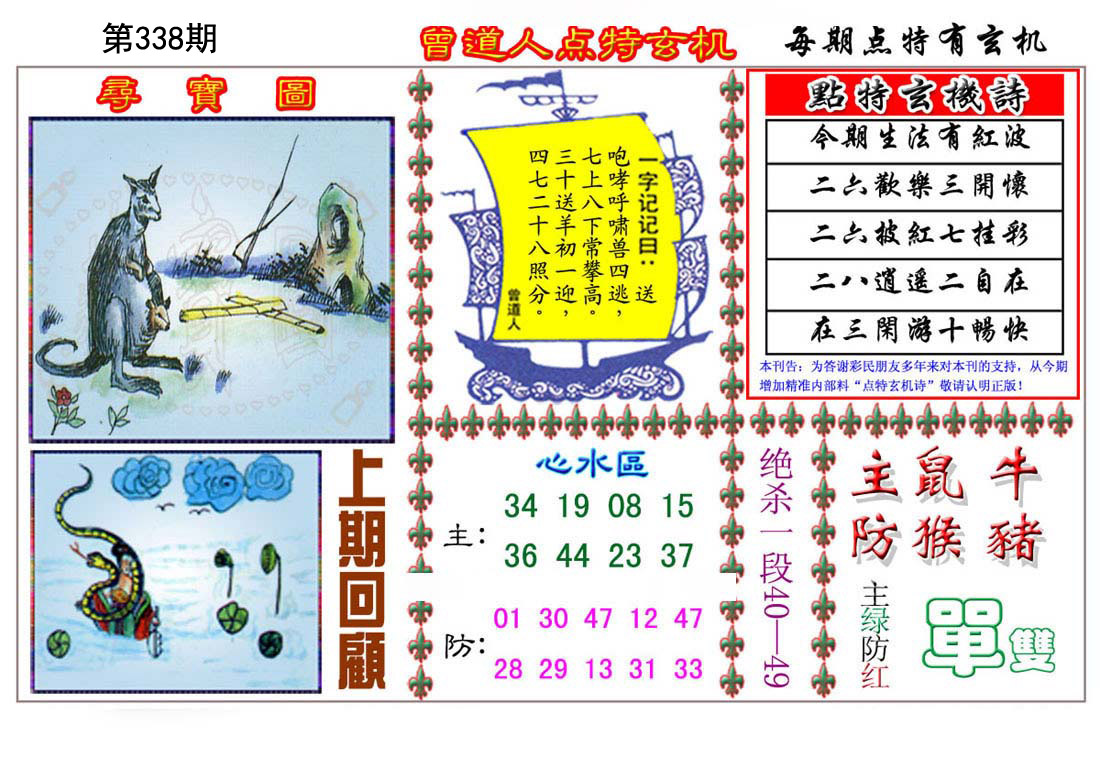 第338期
曾道人点特玄机
每期点特有玄机
尋寶圖
一字记记曰：送
咆哮呼啸兽四逃，
七上八下常攀高。
三十送羊初一迎，
四七二十八照分。
曾道人
點特玄機詩
今期生法有紅波
二六歡樂三開懷
二六披紅七挂彩
二八逍遥二自在
在三閑游十暢快
本刊告：为答谢彩民朋友多年来对本刊的支持，从今期
增加精准内部料“点特玄机诗”敬请认明正版！
上期回顧
心水區
主：
34 19 08 15
36 44 23 37
防：
01 30 47 12 47
28 29 13 31 33
绝杀一段40—49
主鼠牛
防猴豬
主绿防红
單雙